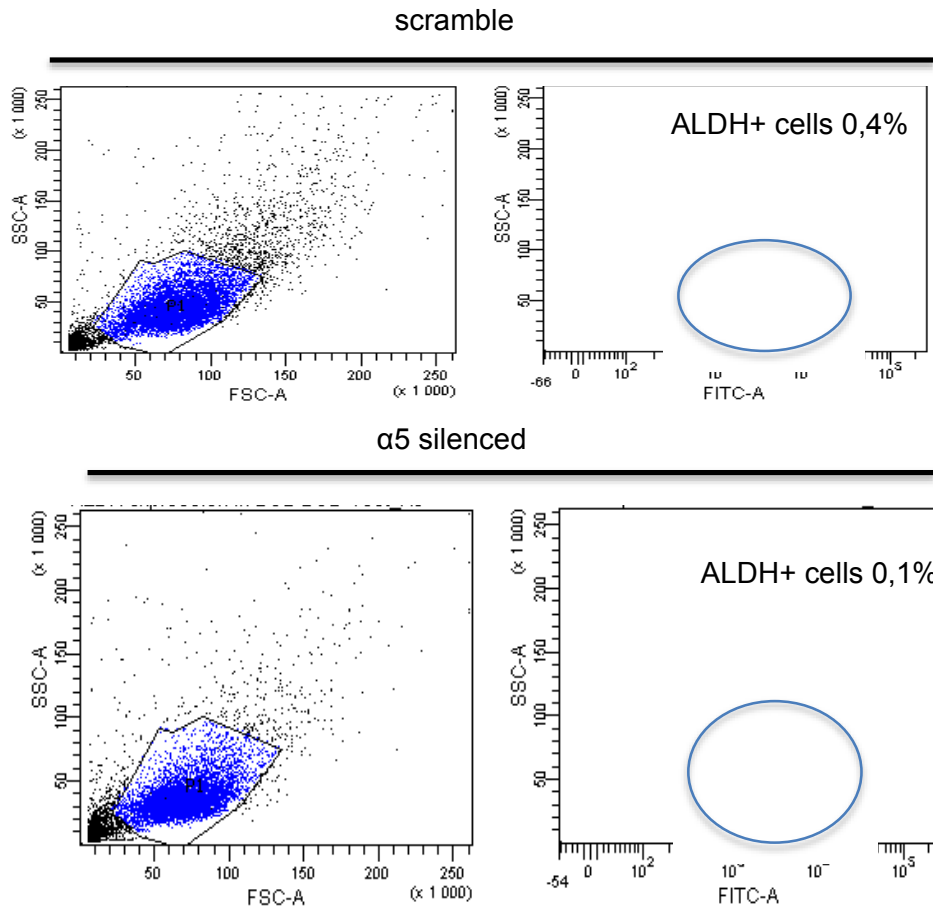 scramble
(x 1 000)
250
200
150
100
50
SSC-A
P1
50
100
150
200
250
FSC-A
(x 1 000)
(x 1 000)
250
200
150
100
50
SSC-A
ALDH+ cells 0,4%
-66
0
10²
10⁵
FITC-A
α5 silenced
(x 1 000)
250
200
150
100
50
SSC-A
P1
50
100
150
200
250
FSC-A
(x 1 000)
(x 1 000)
250
200
150
100
50
SSC-A
ALDH+ cells 0,1%
-54
0
10²
10⁵
FITC-A